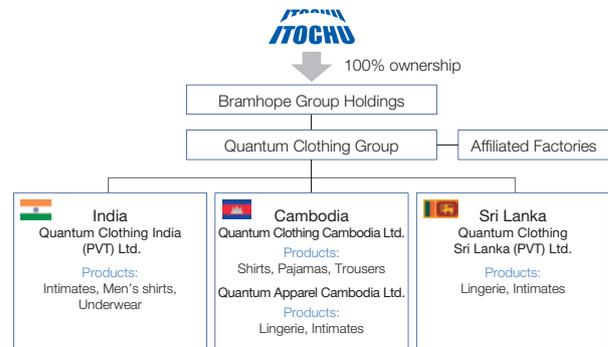 ITOCHU
100% ownership
Bramhope Group Holdings
Quantum Clothing Group
Affiliated Factories
India
Quantum Clothing India
(PVT) Ltd.
Products:
Intimates, Men's shirts,
Underwear
Cambodia
Quantum Clothing Cambodia Ltd.
Products:
Shirts, Pajamas, Trousers
Quantum Apparel Cambodia Ltd.
Products:
Lingerie, Intimates
Sri Lanka
Quantum Clothing
Sri Lanka (PVT) Ltd.
Products:
Lingerie, Intimates